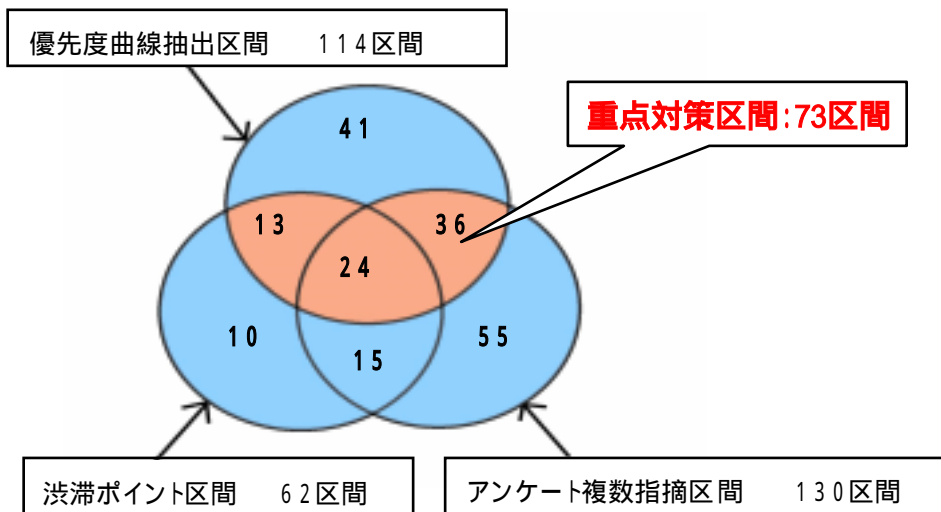 優先度曲線抽出区間　１１４区間
重点対策区間:73区間
４１
１３
３６
２４
１０
１５
５５
渋滞ポイント区間　６２区間
アンケート複数指摘区間　１３０区間